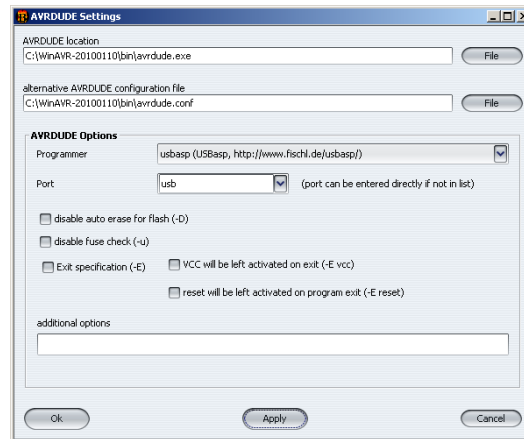 AVRDUDE Settings
AVRDUDE location
C:\WinAVR-20100110\bin\avrdude.exe
File
alternative AVRDUDE configuration file
C:\WinAVR-20100110\bin\avrdude.conf
File
AVRDUDE Options
Programmer
usbasp (USBasp, http://www.fischl.de/usbasp/)
Port
usb
(port can be entered directly if not in list)
disable auto erase for flash (-D)
disable fuse check (-u)
Exit specification (-E)
VCC will be left activated on exit (-E vcc)
reset will be left activated on program exit (-E reset)
additional options
Ok
Apply
Cancel